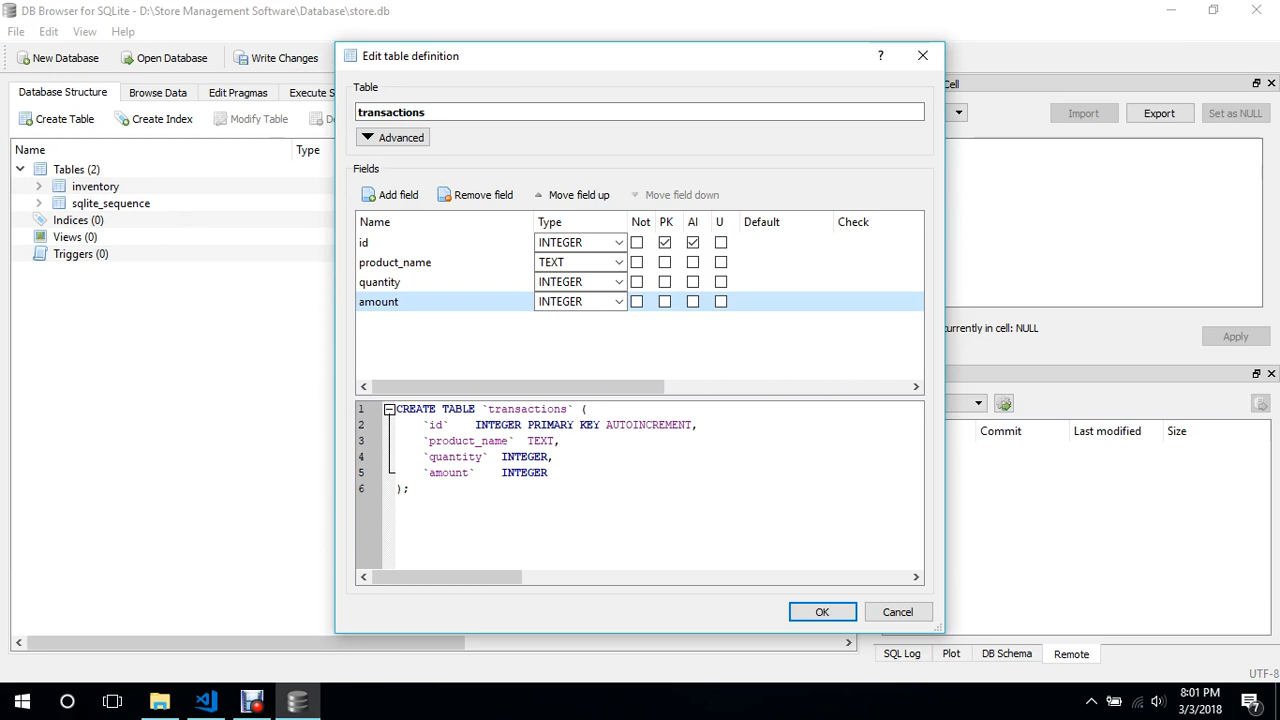 DB Browser for SQLite - D:\Store Management Software\Database\store.db
File Edit View Help
New Database Open Database Write Changes
Database Structure Browse Data Edit Pragmas Execute S
Create Table Create Index Modify Table De
Name Type
Tables (2)
inventory
sqlite_sequence
Indices (0)
Views (0)
Triggers (0)
Edit table definition ?
Table
transactions
Advanced
Fields
Add field Remove field Move field up Move field down
Name Type Not PK AI U Default Check
id INTEGER
product_name TEXT
quantity INTEGER
amount INTEGER
1 CREATE TABLE `transactions` (
2 `id` INTEGER PRIMARY KEY AUTOINCREMENT,
3 `product_name` TEXT,
4 `quantity` INTEGER,
5 `amount` INTEGER
6 );
OK Cancel
Cell
Import Export Set as NULL
urrently in cell: NULL
Apply
Commit Last modified Size
SQL Log Plot DB Schema Remote
UTF-8
8:01 PM
3/3/2018
7